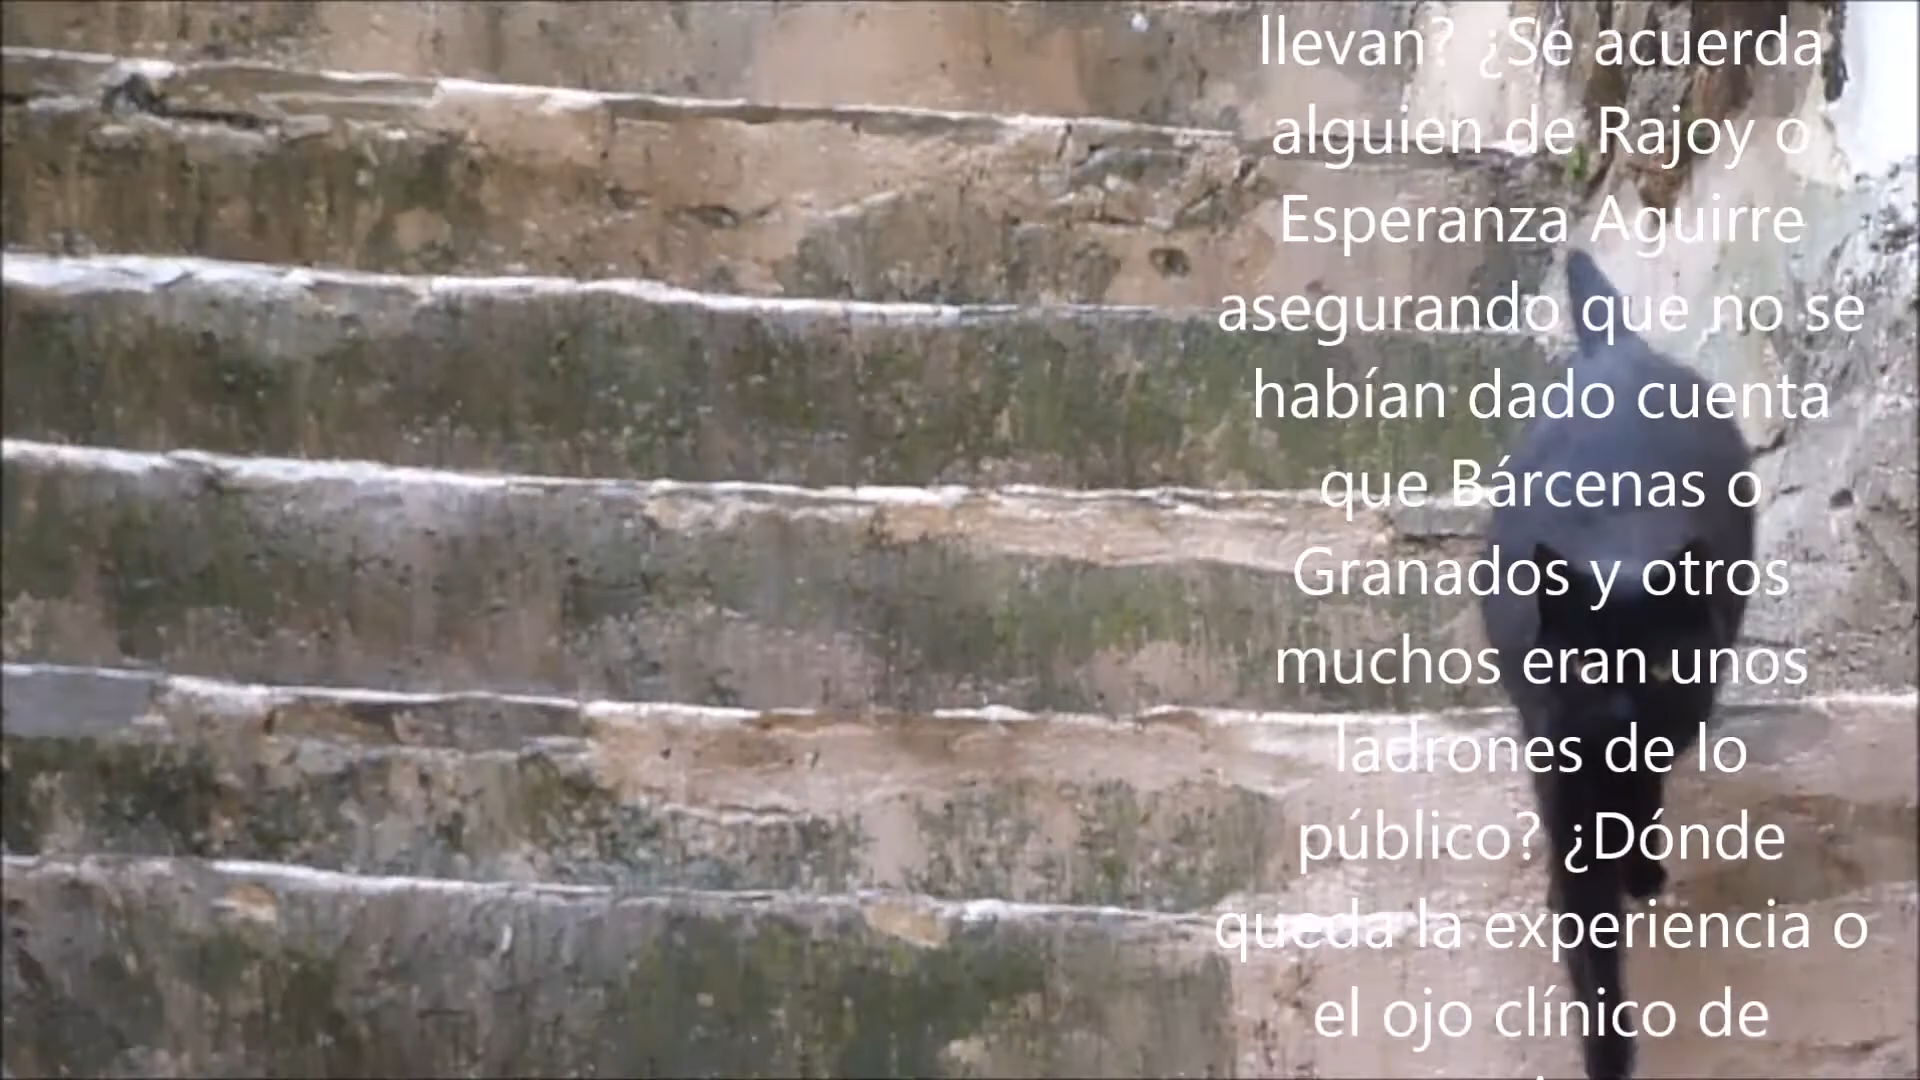 llevan? ¿Se acuerda
alguien de Rajoy o
Esperanza Aguirre
asegurando que no se
habían dado cuenta
que Bárcenas o
Granados y otros
muchos eran unos
ladrones de lo
público? ¿Dónde
queda la experiencia o
el ojo clínico de